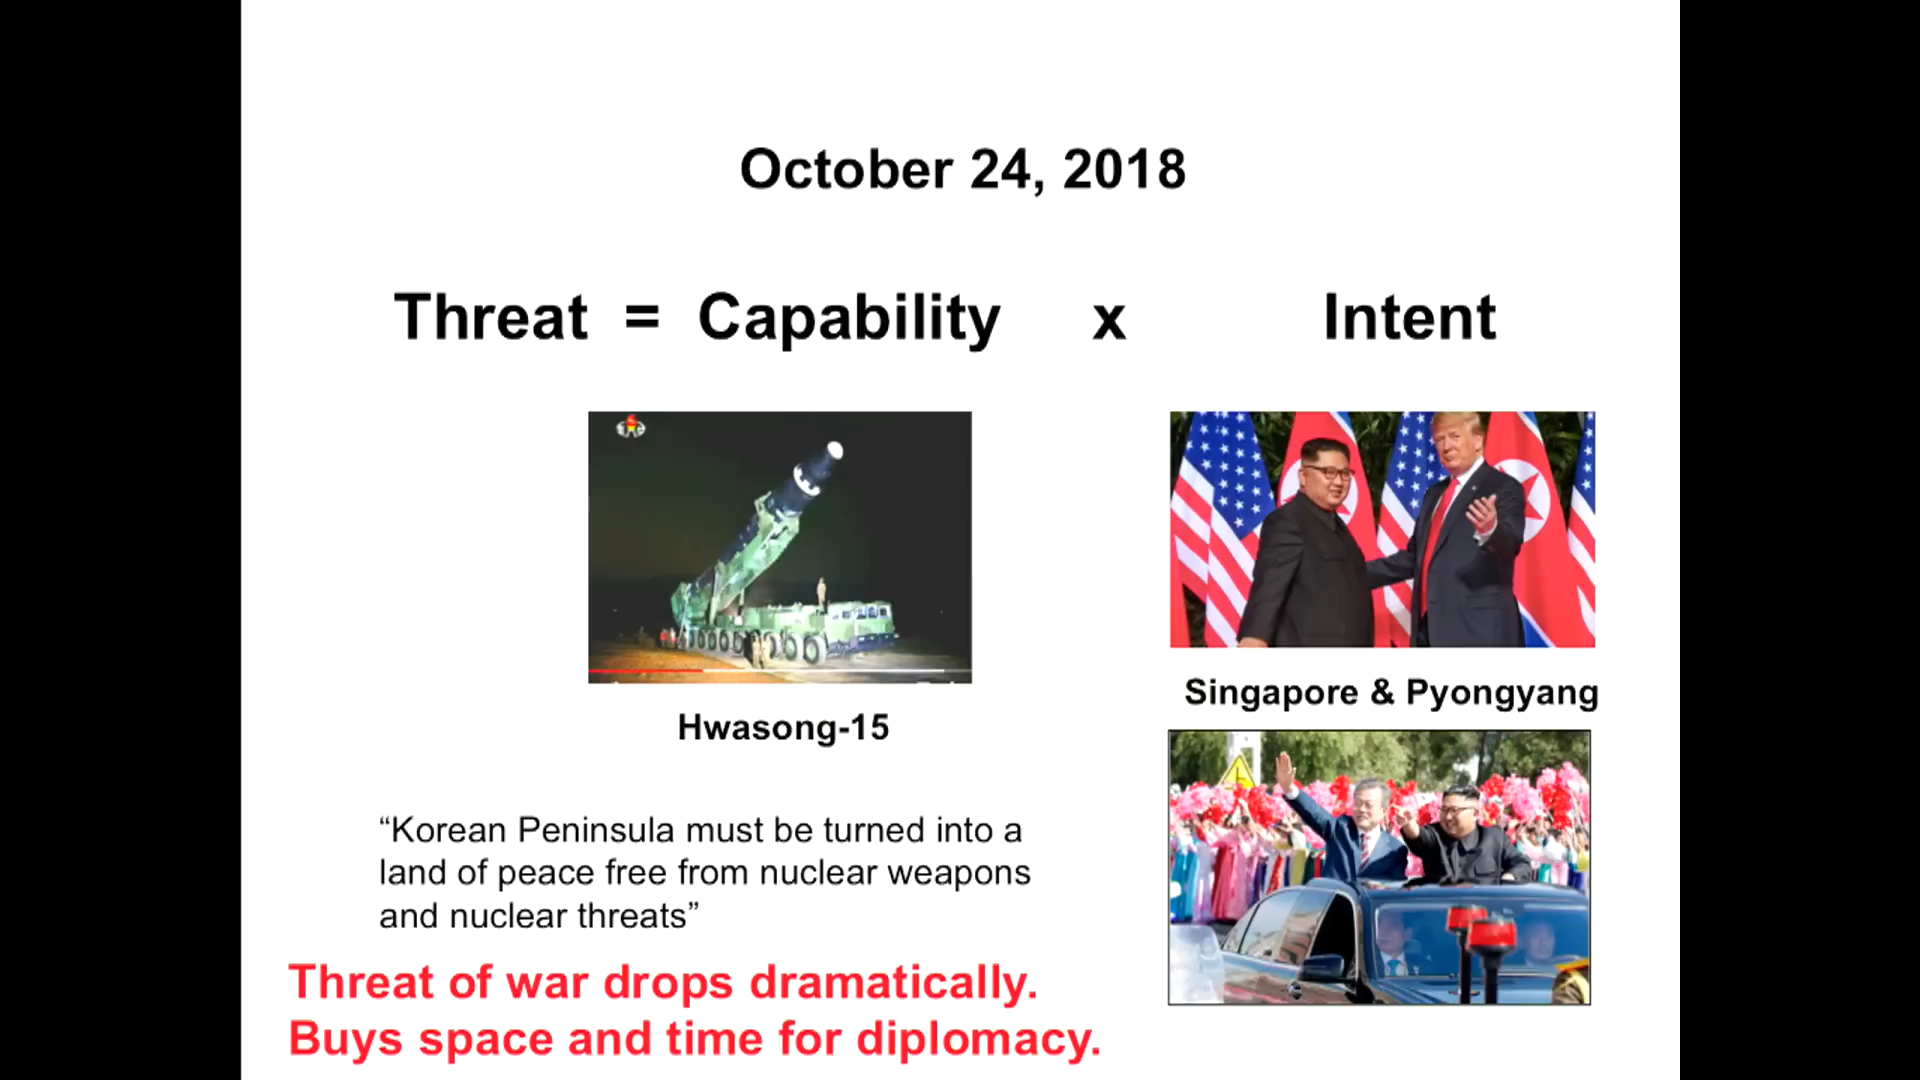 October 24, 2018
Threat = Capability x Intent
Hwasong-15
Singapore & Pyongyang
“Korean Peninsula must be turned into a
land of peace free from nuclear weapons
and nuclear threats”
Threat of war drops dramatically.
Buys space and time for diplomacy.